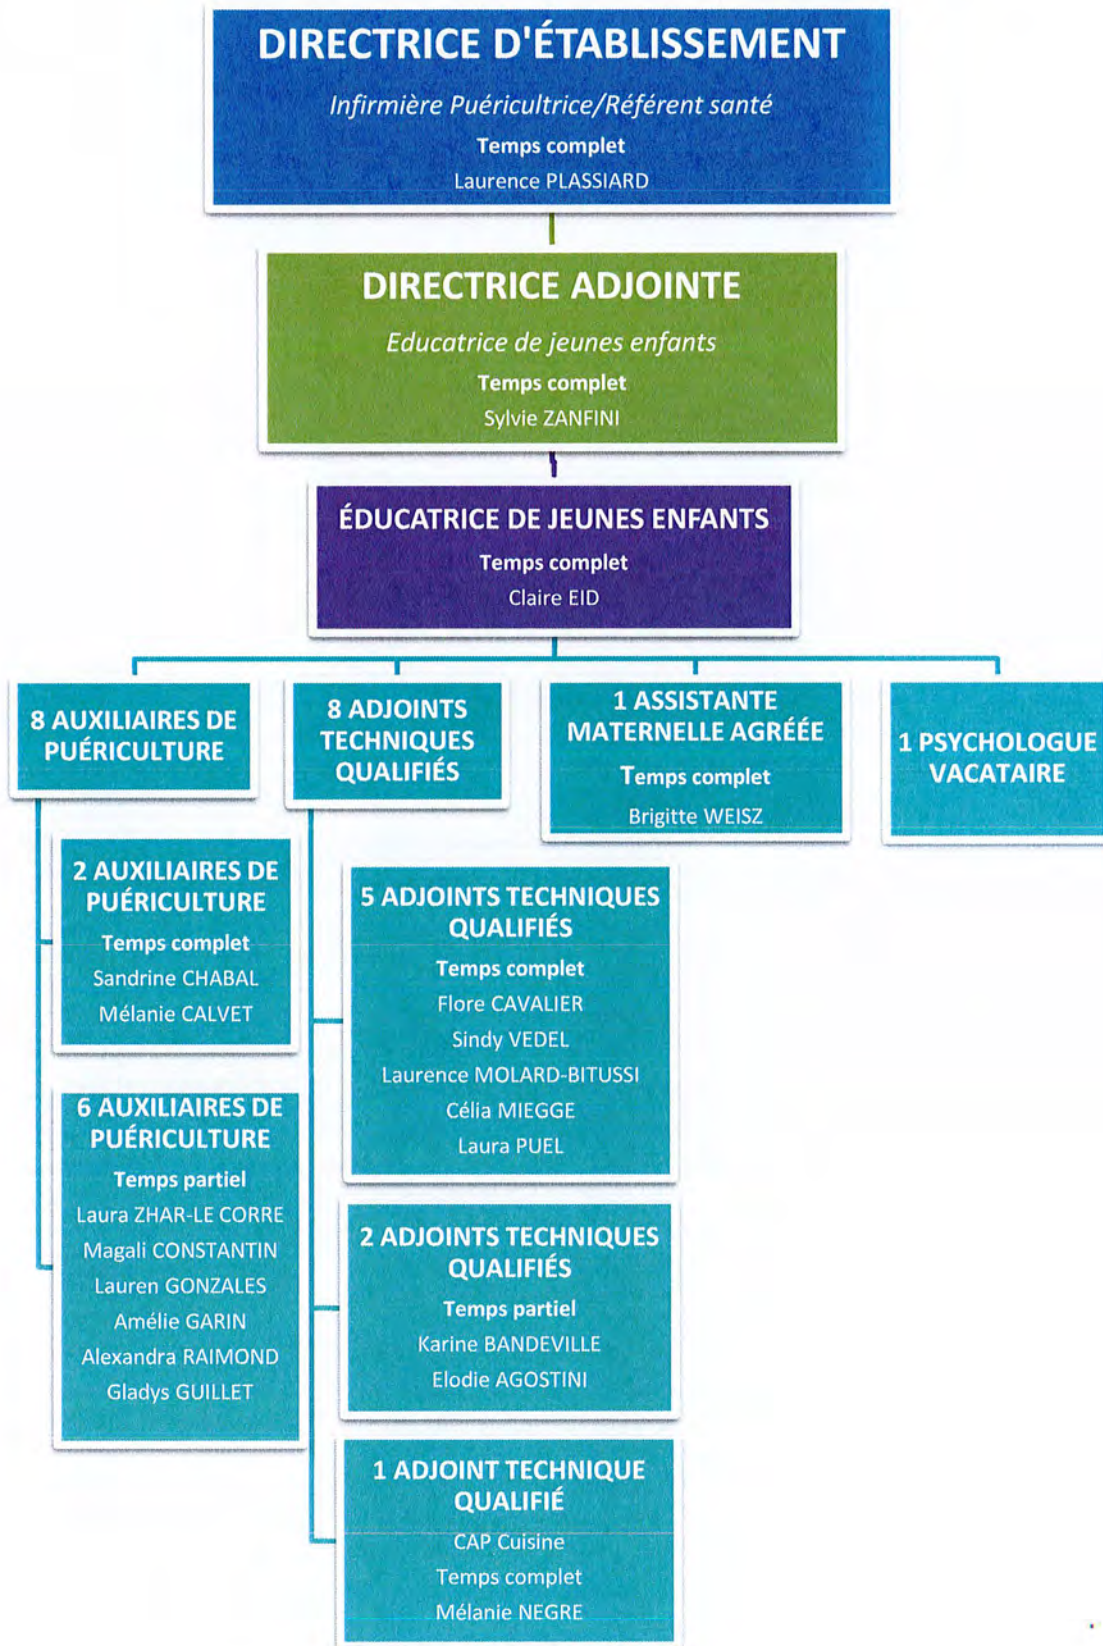 DIRECTRICE D'ÉTABLISSEMENT
Infirmière Puéricultrice/Référent santé
Temps complet
Laurence PLASSIARD
DIRECTRICE ADJOINTE
Educatrice de jeunes enfants
Temps complet
Sylvie ZANFINI
ÉDUCATRICE DE JEUNES ENFANTS
Temps complet
Claire EID
8 AUXILIAIRES DE
PUÉRICULTURE
2 AUXILIAIRES DE
PUÉRICULTURE
Temps complet
Sandrine CHABAL
Mélanie CALVET
6 AUXILIAIRES DE
PUÉRICULTURE
Temps partiel
Laura ZHAR-LE CORRE
Magali CONSTANTIN
Lauren GONZALES
Amélie GARIN
Alexandra RAIMOND
Gladys GUILLET
8 ADJOINTS
TECHNIQUES
QUALIFIÉS
5 ADJOINTS TECHNIQUES
QUALIFIÉS
Temps complet
Flore CAVALIER
Sindy VEDEL
Laurence MOLARD-BITUSSI
Célia MIEGGE
Laura PUEL
2 ADJOINTS TECHNIQUES
QUALIFIÉS
Temps partiel
Karine BANDEVILLE
Elodie AGOSTINI
1 ADJOINT TECHNIQUE
QUALIFIÉ
CAP Cuisine
Temps complet
Mélanie NEGRE
1 ASSISTANTE
MATERNELLE AGRÉÉE
Temps complet
Brigitte WEISZ
1 PSYCHOLOGUE
VACATAIRE